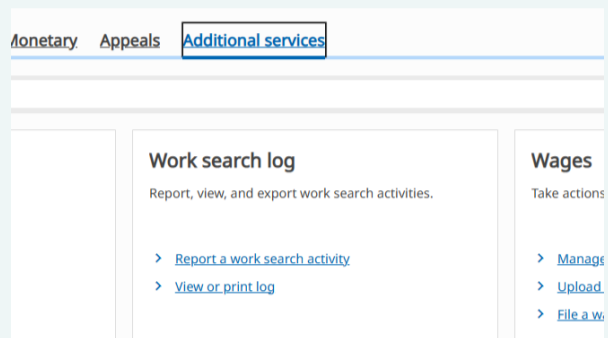 Monetary Appeals Additional services
Work search log
Report, view, and export work search activities.
Report a work search activity
View or print log
Wages
Take actions
Manage
Upload
File a